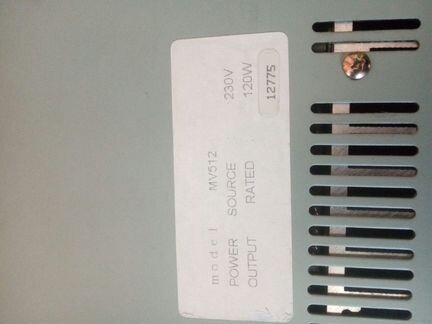 model MV512
POWER SOURCE 230V
OUTPUT RATED 120W
12775